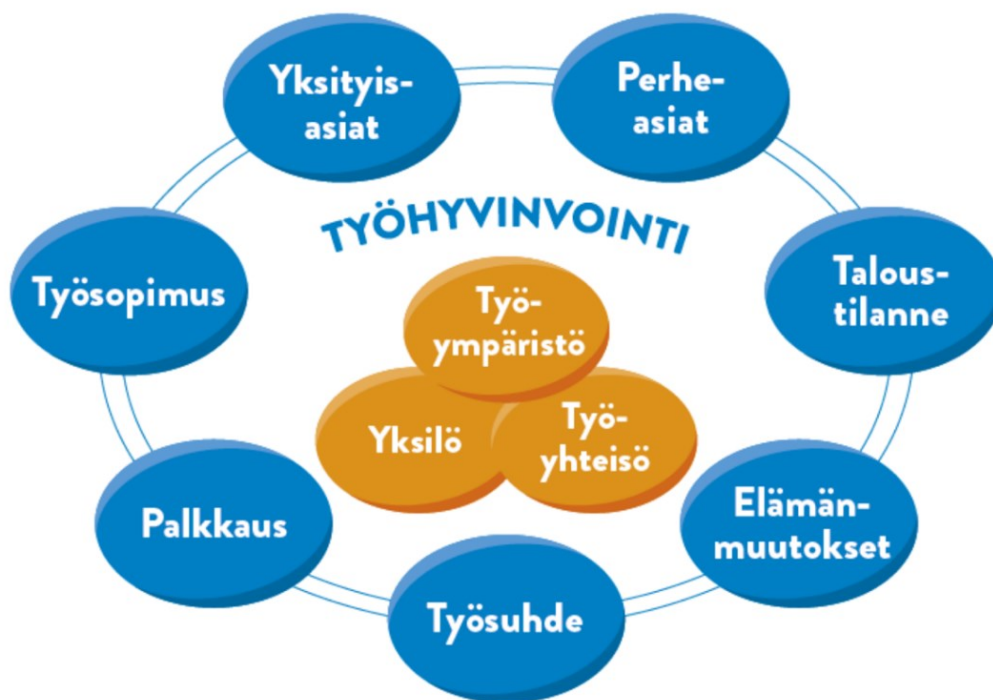 Yksityis-
asiat
Perhe-
asiat
TYÖHYVINVOINTI
Työsopimus
Talous-
tilanne
Työ-
ympäristö
Yksilö
Työ-
yhteisö
Palkkaus
Elämän-
muutokset
Työsuhde